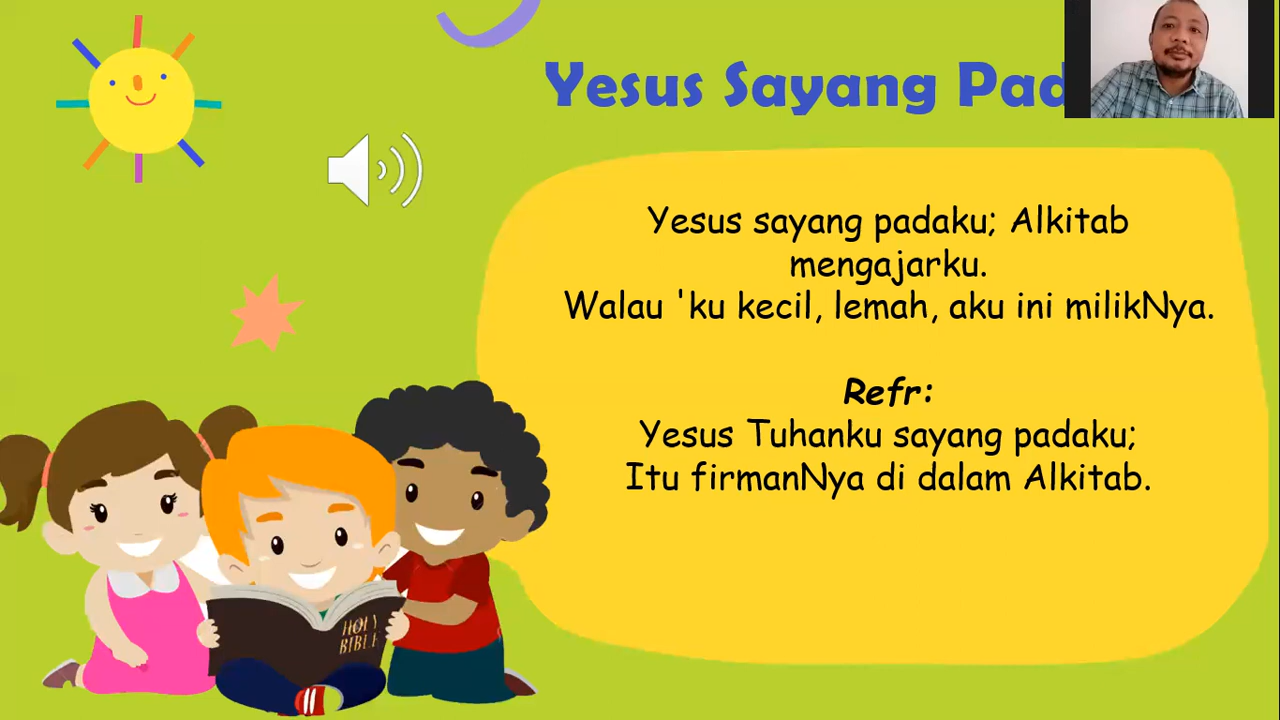 Yesus Sayang Pad
Yesus sayang padaku; Alkitab
mengajarku.
Walau 'ku kecil, lemah, aku ini milikNya.
Refr:
Yesus Tuhanku sayang padaku;
Itu firmanNya di dalam Alkitab.
HOLY
BIBLE